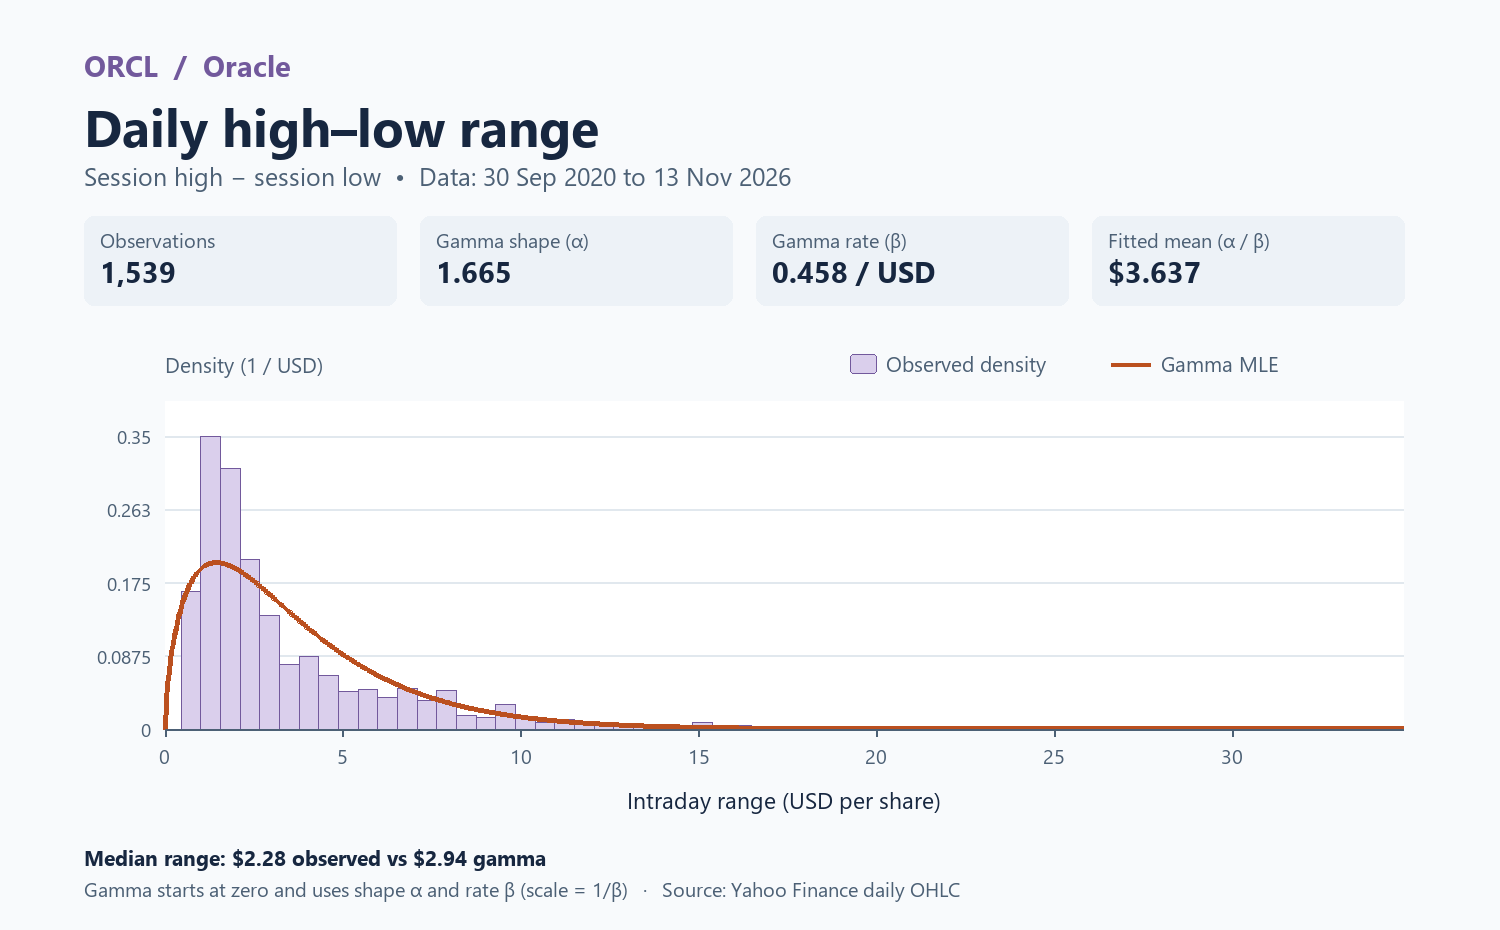 ORCL / Oracle
Daily high–low range
Session high − session low • Data: 30 Sep 2020 to 13 Nov 2026
Observations
1,539
Gamma shape (α)
1.665
Gamma rate (β)
0.458 / USD
Fitted mean (α / β)
$3.637
Density (1 / USD)
Observed density
Gamma MLE
0.35
0.263
0.175
0.0875
0
0 5 10 15 20 25 30
Intraday range (USD per share)
Median range: $2.28 observed vs $2.94 gamma
Gamma starts at zero and uses shape α and rate β (scale = 1/β) · Source: Yahoo Finance daily OHLC